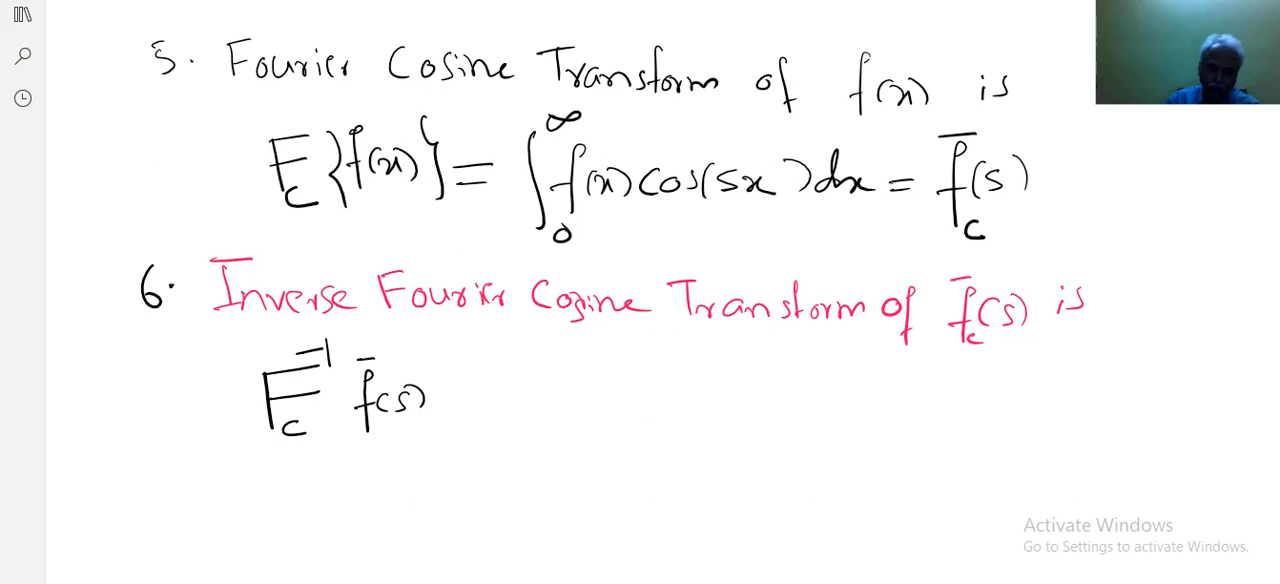 5. Fourier Cosine Transform of f(x) is
F_c {f(x)} = ∫_0^∞ f(x) cos(sx) dx = f̄_c(s)
6. Inverse Fourier Cosine Transform of f̄_c(s) is
F_c^-1 f̄(s)
Activate Windows
Go to Settings to activate Windows.